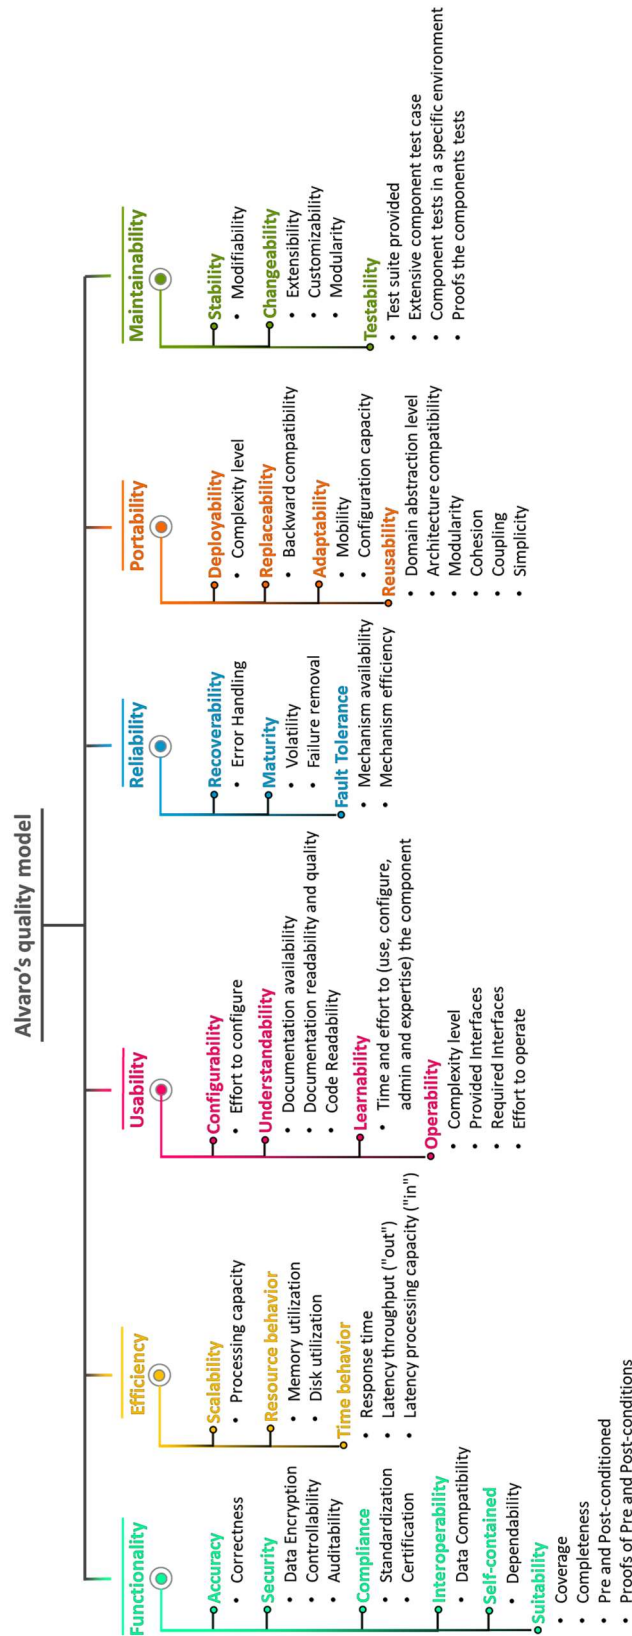 Alvaro's quality model
Functionality
Accuracy
• Correctness
Security
• Data Encryption
• Controllability
• Auditability
Compliance
• Standardization
• Certification
Interoperability
• Data Compatibility
Self-contained
• Dependability
Suitability
• Coverage
• Completeness
• Pre and Post-conditioned
• Proofs of Pre and Post-conditions
Efficiency
Scalability
• Processing capacity
Resource behavior
• Memory utilization
• Disk utilization
Time behavior
• Response time
• Latency throughput ("out")
• Latency processing capacity ("in")
Usability
Configurability
• Effort to configure
Understandability
• Documentation availability
• Documentation readability and quality
• Code Readability
Learnability
• Time and effort to (use, configure,
admin and expertise) the component
Operability
• Complexity level
• Provided Interfaces
• Required Interfaces
• Effort to operate
Reliability
Recoverability
• Error Handling
Maturity
• Volatility
• Failure removal
Fault Tolerance
• Mechanism availability
• Mechanism efficiency
Portability
Deployability
• Complexity level
Replaceability
• Backward compatibility
Adaptability
• Mobility
• Configuration capacity
Reusability
• Domain abstraction level
• Architecture compatibility
• Modularity
• Cohesion
• Coupling
• Simplicity
Maintainability
Stability
• Modifiability
Changeability
• Extensibility
• Customizability
• Modularity
Testability
• Test suite provided
• Extensive component test case
• Component tests in a specific environment
• Proofs the components tests